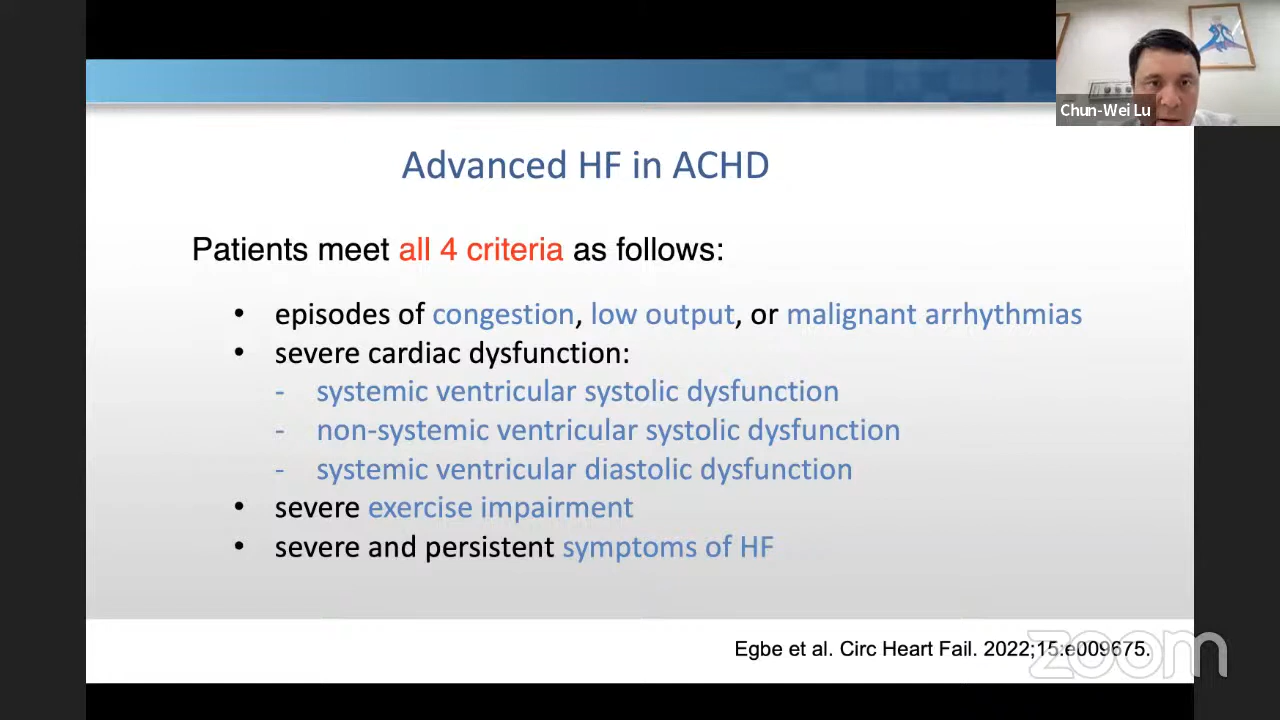 Chun-Wei Lu
Advanced HF in ACHD
Patients meet all 4 criteria as follows:
• episodes of congestion, low output, or malignant arrhythmias
• severe cardiac dysfunction:
- systemic ventricular systolic dysfunction
- non-systemic ventricular systolic dysfunction
- systemic ventricular diastolic dysfunction
• severe exercise impairment
• severe and persistent symptoms of HF
Egbe et al. Circ Heart Fail. 2022;15:e009675.
zoom